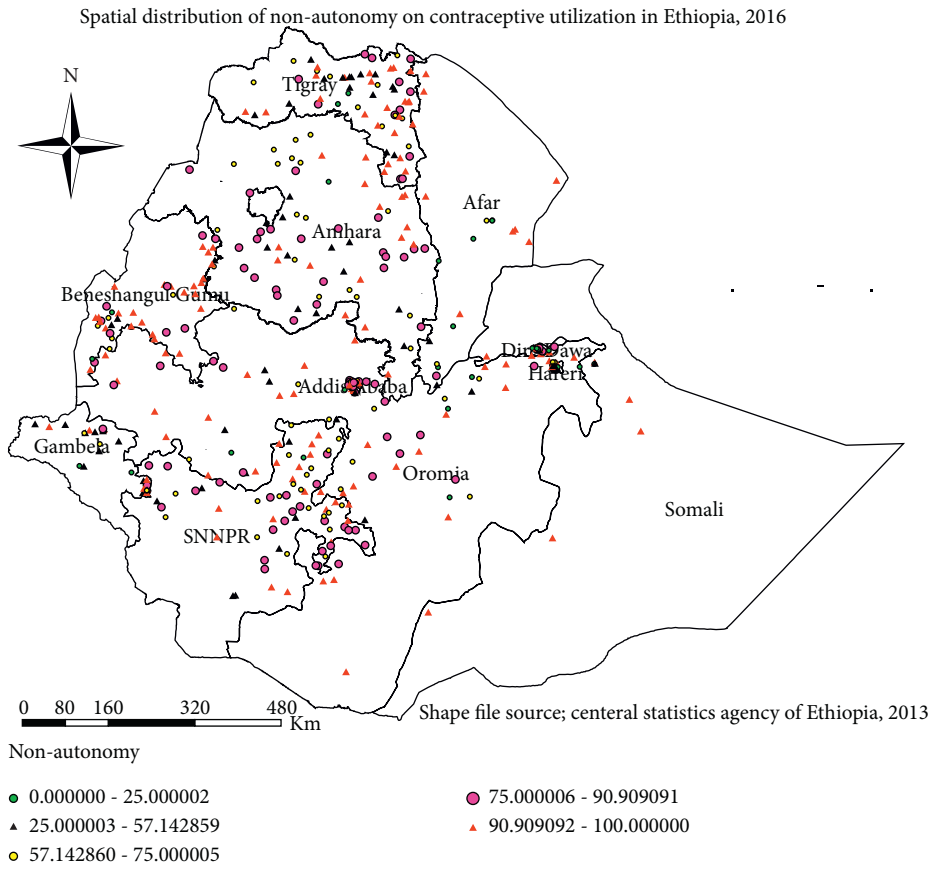 Spatial distribution of non-autonomy on contraceptive utilization in Ethiopia, 2016
N
Tigray
Afar
Amhara
Beneshangul Gumu
Dire Dawa
Hareri
Addis Ababa
Gambela
Oromia
Somali
SNNPR
0 80 160 320 480
Km
Shape file source; centeral statistics agency of Ethiopia, 2013
Non-autonomy
0.000000 - 25.000002
25.000003 - 57.142859
57.142860 - 75.000005
75.000006 - 90.909091
90.909092 - 100.000000